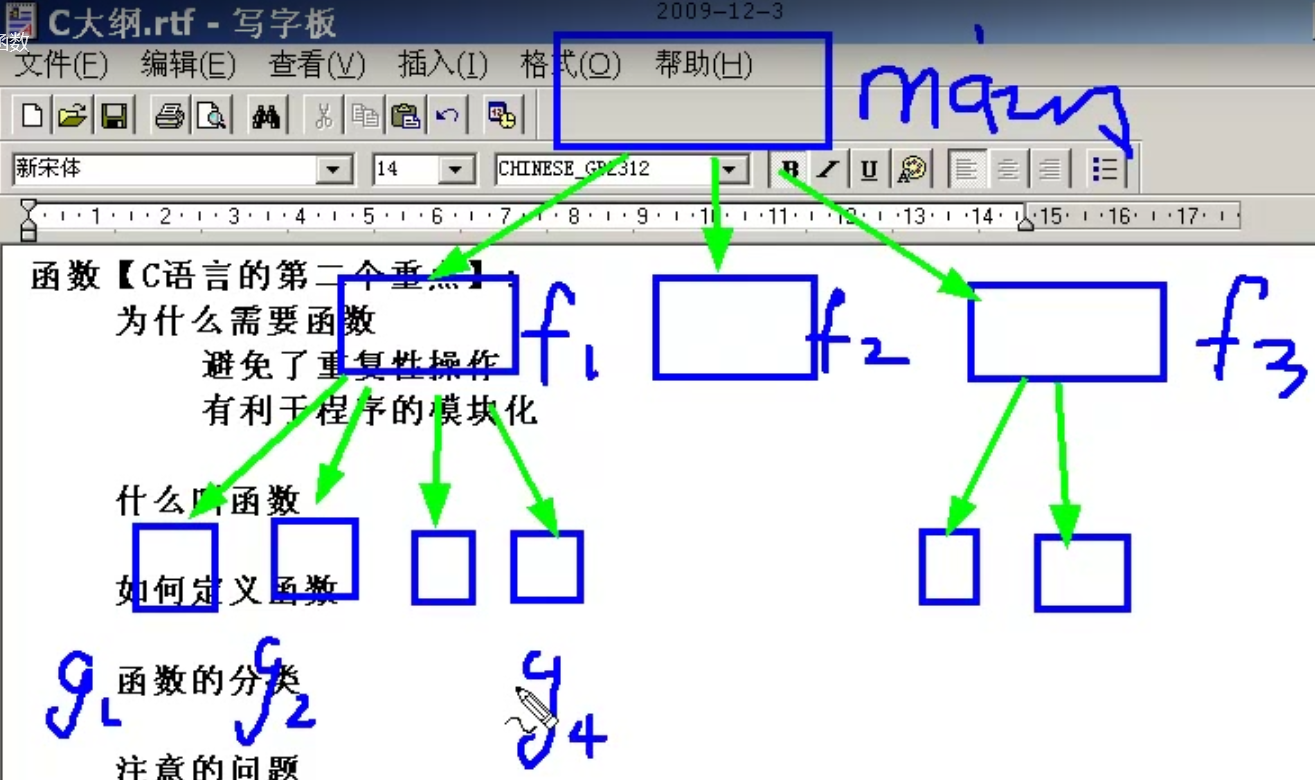 2009-12-3
C大纲.rtf - 写字板
函数
文件(F) 编辑(E) 查看(V) 插入(I) 格式(O) 帮助(H)
新宋体 14 CHINESE_GB2312 B I U
1 2 3 4 5 6 7 8 9 10 11 12 13 14 15 16 17
函数【C语言的第二个重点】:
f1 f2 f3
为什么需要函数
避免了重复性操作
有利于程序的模块化
什么叫函数
如何定义函数
函数的分类
g1 g2 g4
注意的问题